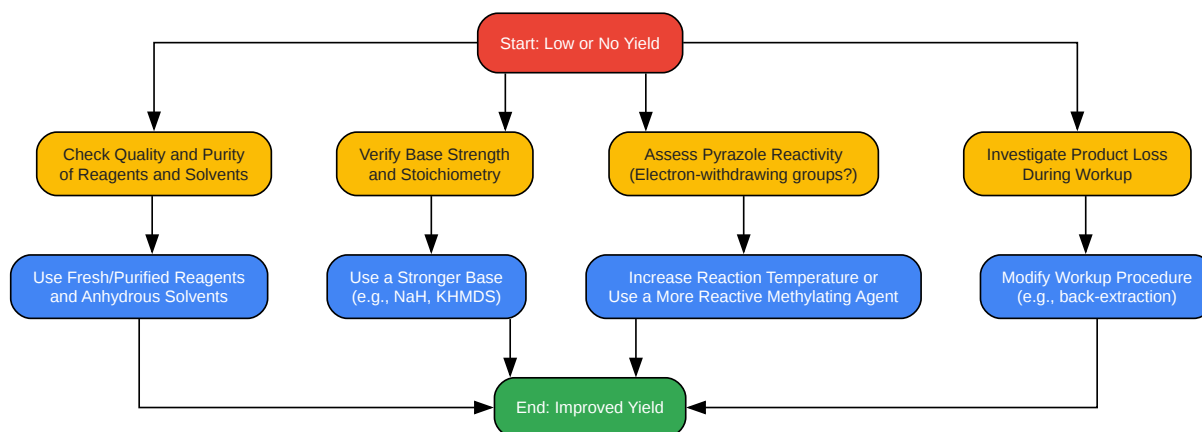 Start: Low or No Yield
Check Quality and Purity
of Reagents and Solvents
Verify Base Strength
and Stoichiometry
Assess Pyrazole Reactivity
(Electron-withdrawing groups?)
Investigate Product Loss
During Workup
Use Fresh/Purified Reagents
and Anhydrous Solvents
Use a Stronger Base
(e.g., NaH, KHMDS)
Increase Reaction Temperature or
Use a More Reactive Methylating Agent
Modify Workup Procedure
(e.g., back-extraction)
End: Improved Yield